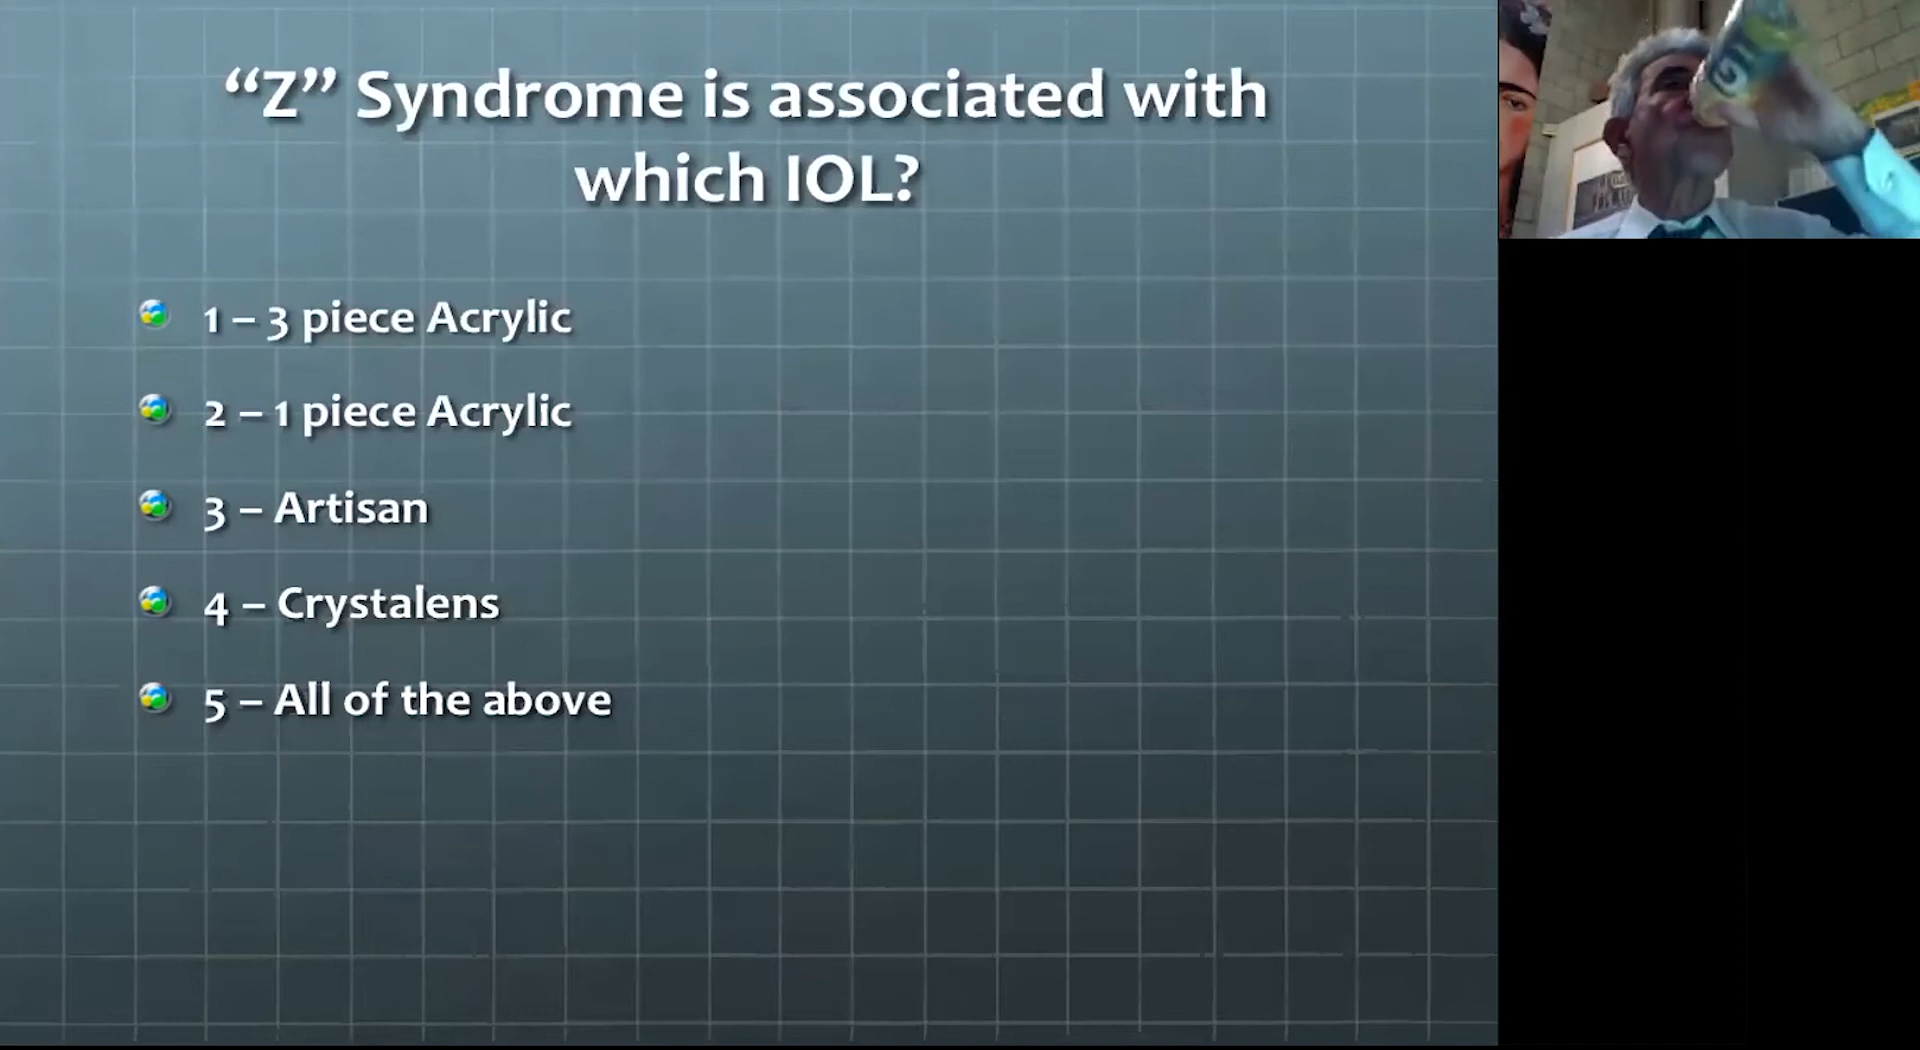 “Z” Syndrome is associated with
which IOL?
1 – 3 piece Acrylic
2 – 1 piece Acrylic
3 – Artisan
4 – Crystalens
5 – All of the above